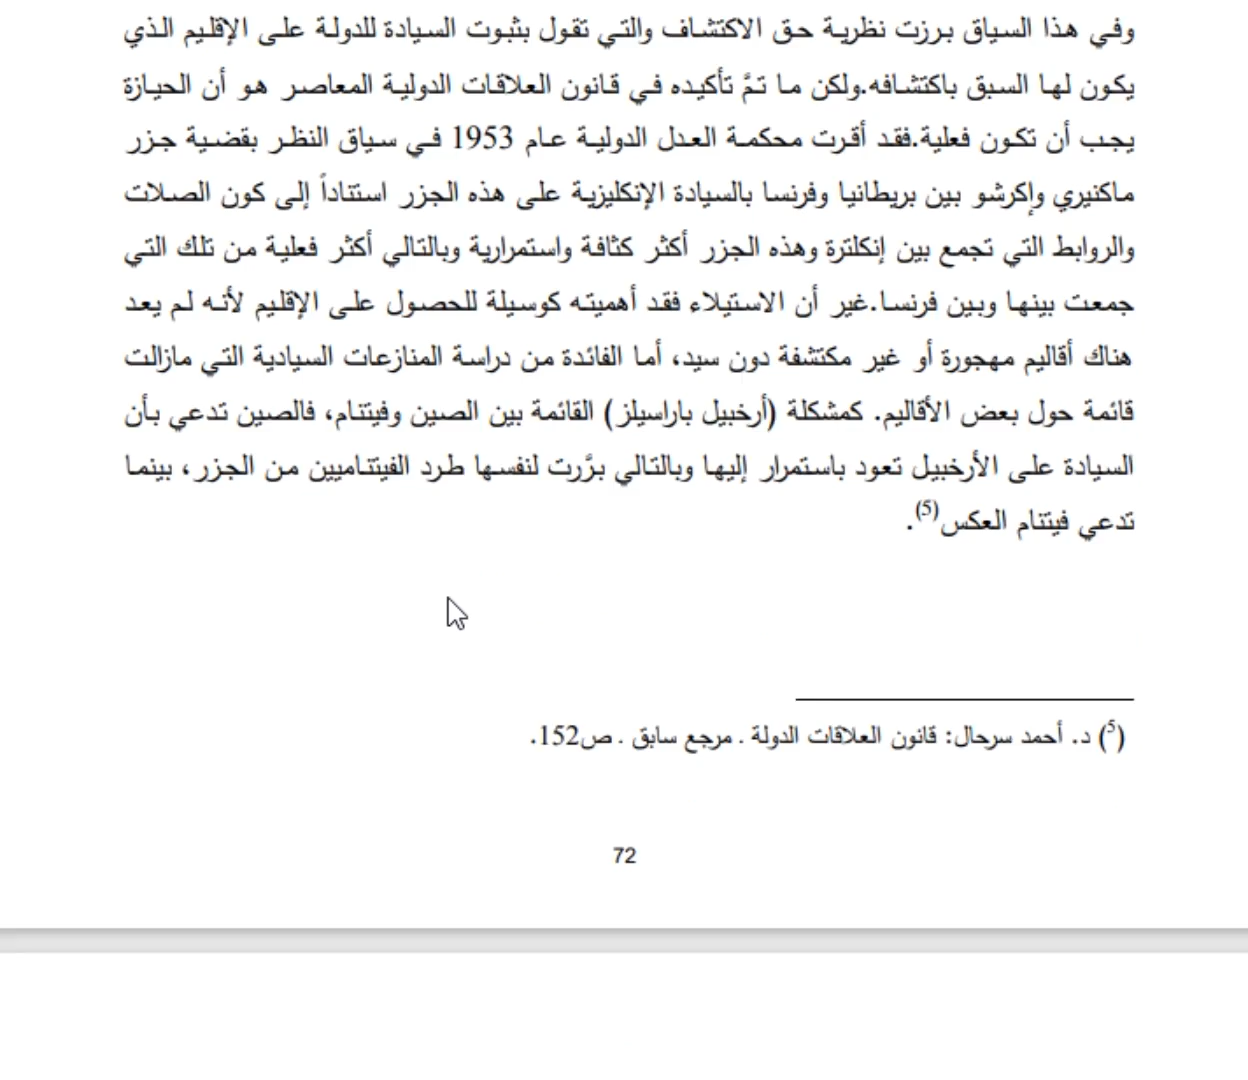 وفي هذا السياق برزت نظرية حق الاكتشاف والتي تقول بثبوت السيادة للدولة على الإقليم الذي
يكون لها السبق باكتشافه.ولكن ما تمَّ تأكيده في قانون العلاقات الدولية المعاصر هو أن الحيازة
يجب أن تكون فعلية.فقد أقرت محكمة العدل الدولية عام 1953 في سياق النظر بقضية جزر
ماكنيري وإكرشو بين بريطانيا وفرنسا بالسيادة الإنكليزية على هذه الجزر استناداً إلى كون الصلات
والروابط التي تجمع بين إنكلترة وهذه الجزر أكثر كثافة واستمرارية وبالتالي أكثر فعلية من تلك التي
جمعت بينها وبين فرنسا.غير أن الاستيلاء فقد أهميته كوسيلة للحصول على الإقليم لأنه لم يعد
هناك أقاليم مهجورة أو غير مكتشفة دون سيد، أما الفائدة من دراسة المنازعات السيادية التي مازالت
قائمة حول بعض الأقاليم. كمشكلة (أرخبيل باراسيلز) القائمة بين الصين وفيتنام، فالصين تدعي بأن
السيادة على الأرخبيل تعود باستمرار إليها وبالتالي برَّرت لنفسها طرد الفيتناميين من الجزر، بينما
تدعي فيتنام العكس(5).
(5) د. أحمد سرحال: قانون العلاقات الدولة . مرجع سابق . ص152.
72